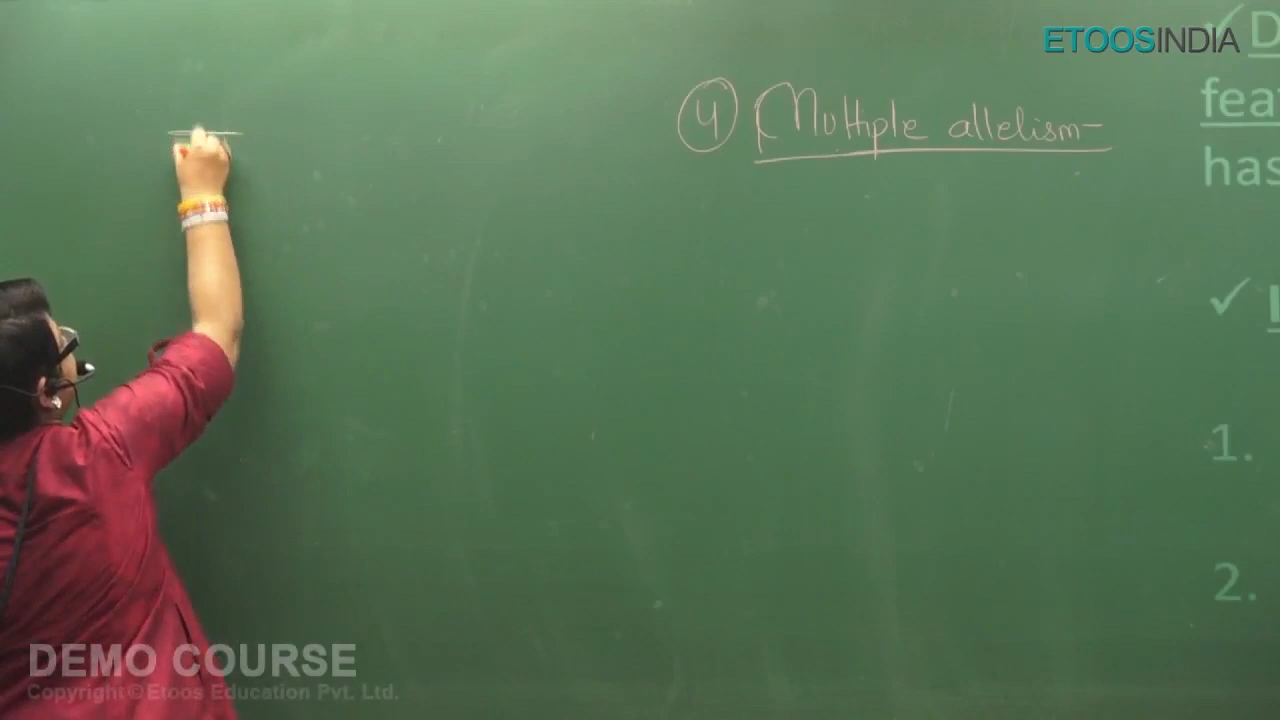 ETOOSINDIA
④ Multiple allelism-
✓ D
fea
has
✓
1.
2.
DEMO COURSE
Copyright © Etoos Education Pvt. Ltd.